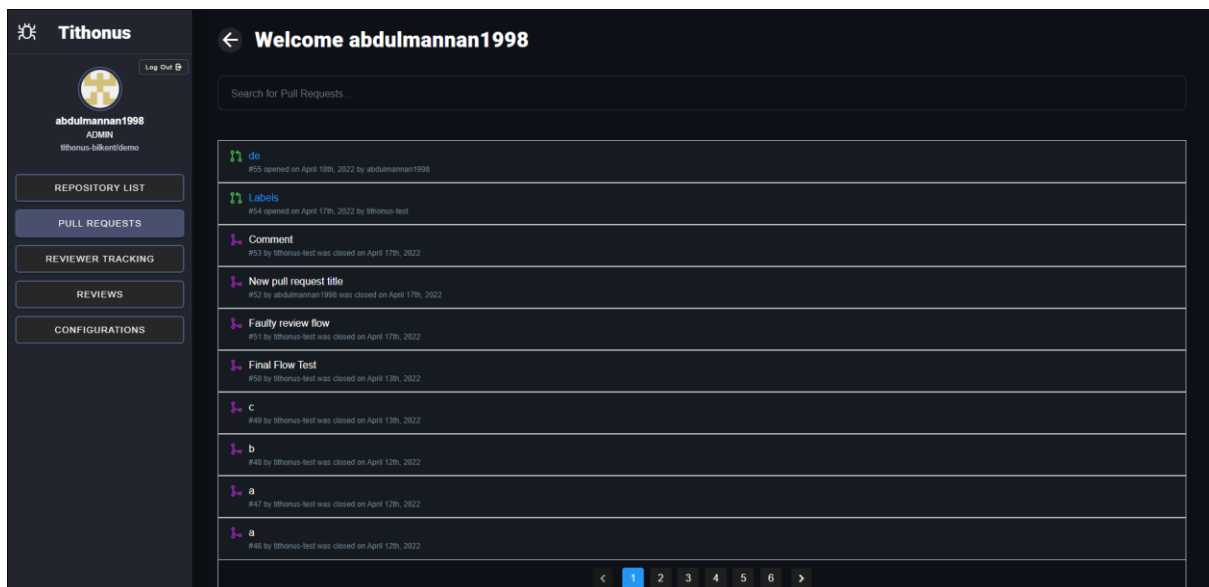 Tithonus
Log Out
abdulmannan1998
ADMIN
tithonus-bilkent/demo
REPOSITORY LIST
PULL REQUESTS
REVIEWER TRACKING
REVIEWS
CONFIGURATIONS
Welcome abdulmannan1998
Search for Pull Requests...
de
#55 opened on April 18th, 2022 by abdulmannan1998
Labels
#54 opened on April 17th, 2022 by tithonus-test
Comment
#53 by tithonus-test was closed on April 17th, 2022
New pull request title
#52 by abdulmannan1998 was closed on April 17th, 2022
Faulty review flow
#51 by tithonus-test was closed on April 17th, 2022
Final Flow Test
#50 by tithonus-test was closed on April 13th, 2022
c
#49 by tithonus-test was closed on April 13th, 2022
b
#48 by tithonus-test was closed on April 12th, 2022
a
#47 by tithonus-test was closed on April 12th, 2022
a
#46 by tithonus-test was closed on April 12th, 2022
< 1 2 3 4 5 6 >